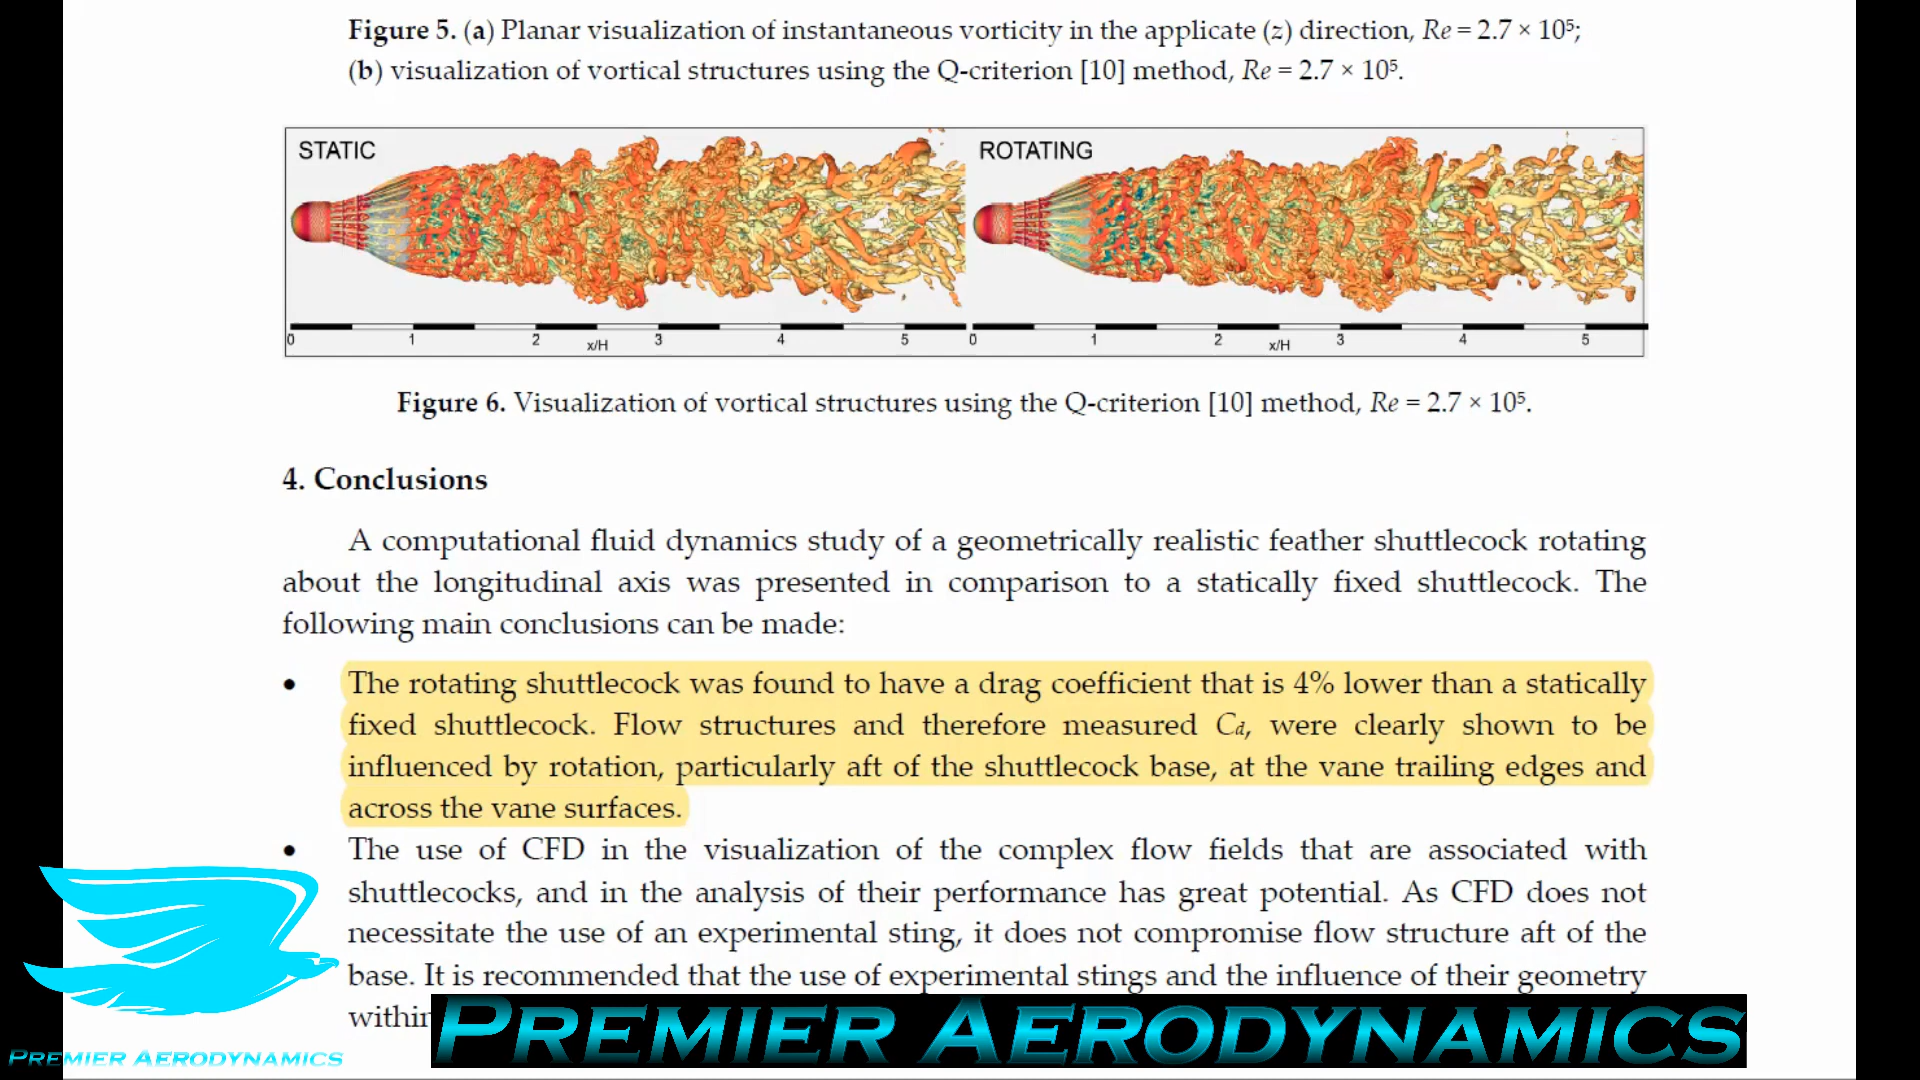 Figure 5. (a) Planar visualization of instantaneous vorticity in the applicate (z) direction, Re = 2.7 × 10⁵;
(b) visualization of vortical structures using the Q-criterion [10] method, Re = 2.7 × 10⁵.
STATIC
ROTATING
0 1 2 x/H 3 4 5 0 1 2 x/H 3 4 5
Figure 6. Visualization of vortical structures using the Q-criterion [10] method, Re = 2.7 × 10⁵.
4. Conclusions
A computational fluid dynamics study of a geometrically realistic feather shuttlecock rotating
about the longitudinal axis was presented in comparison to a statically fixed shuttlecock. The
following main conclusions can be made:
• The rotating shuttlecock was found to have a drag coefficient that is 4% lower than a statically
fixed shuttlecock. Flow structures and therefore measured Cd, were clearly shown to be
influenced by rotation, particularly aft of the shuttlecock base, at the vane trailing edges and
across the vane surfaces.
• The use of CFD in the visualization of the complex flow fields that are associated with
shuttlecocks, and in the analysis of their performance has great potential. As CFD does not
necessitate the use of an experimental sting, it does not compromise flow structure aft of the
base. It is recommended that the use of experimental stings and the influence of their geometry
within
PREMIER AERODYNAMICS
PREMIER AERODYNAMICS